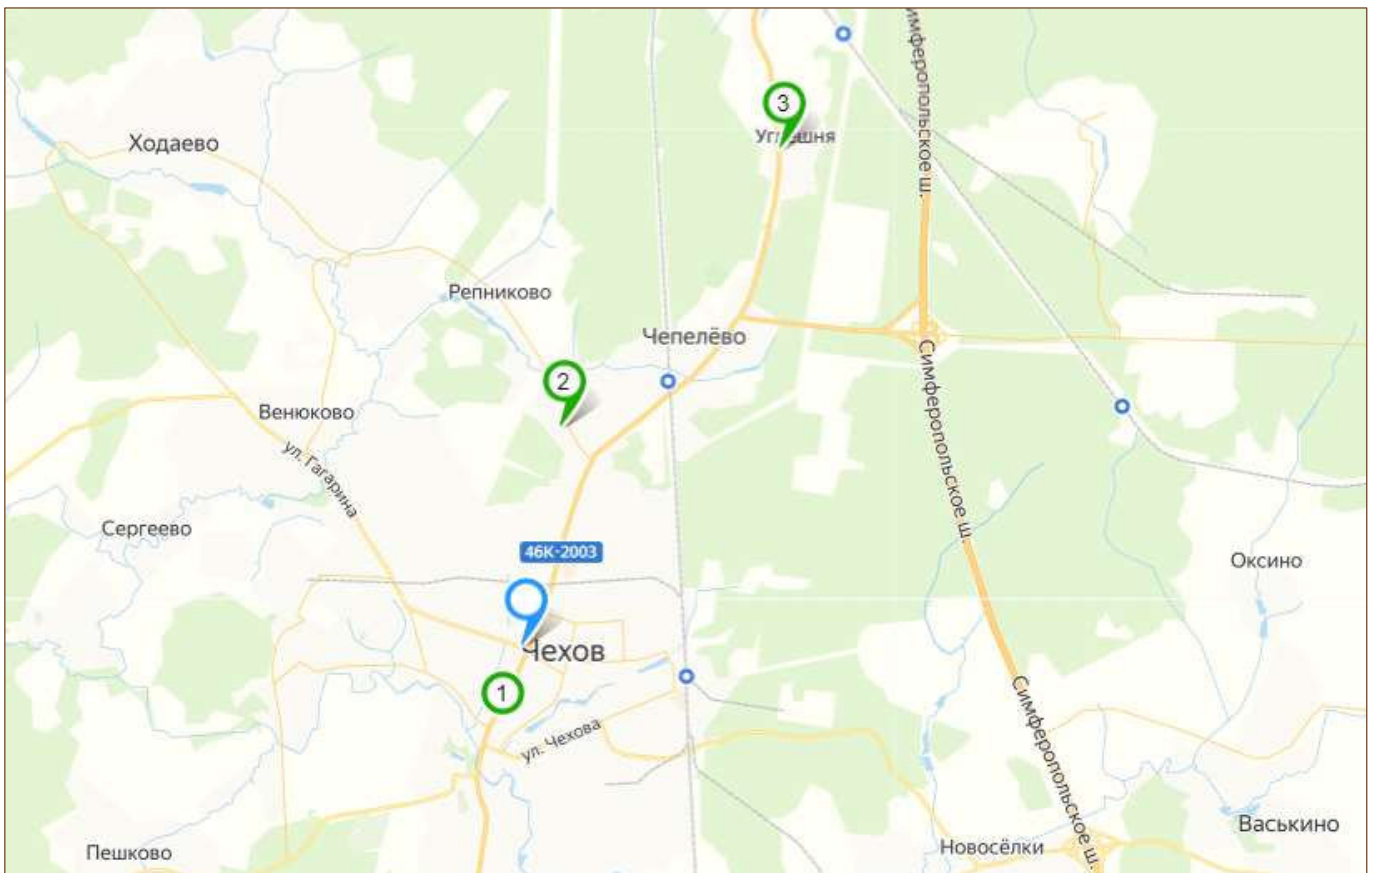 Симферопольское ш.
3
Угрешня
Ходаево
Репниково
Чепелёво
2
Симферопольское ш.
Венюково
ул. Гагарина
Сергеево
46К-2003
Оксино
Чехов
1
ул. Чехова
Симферопольское ш.
Васькино
Новосёлки
Пешково